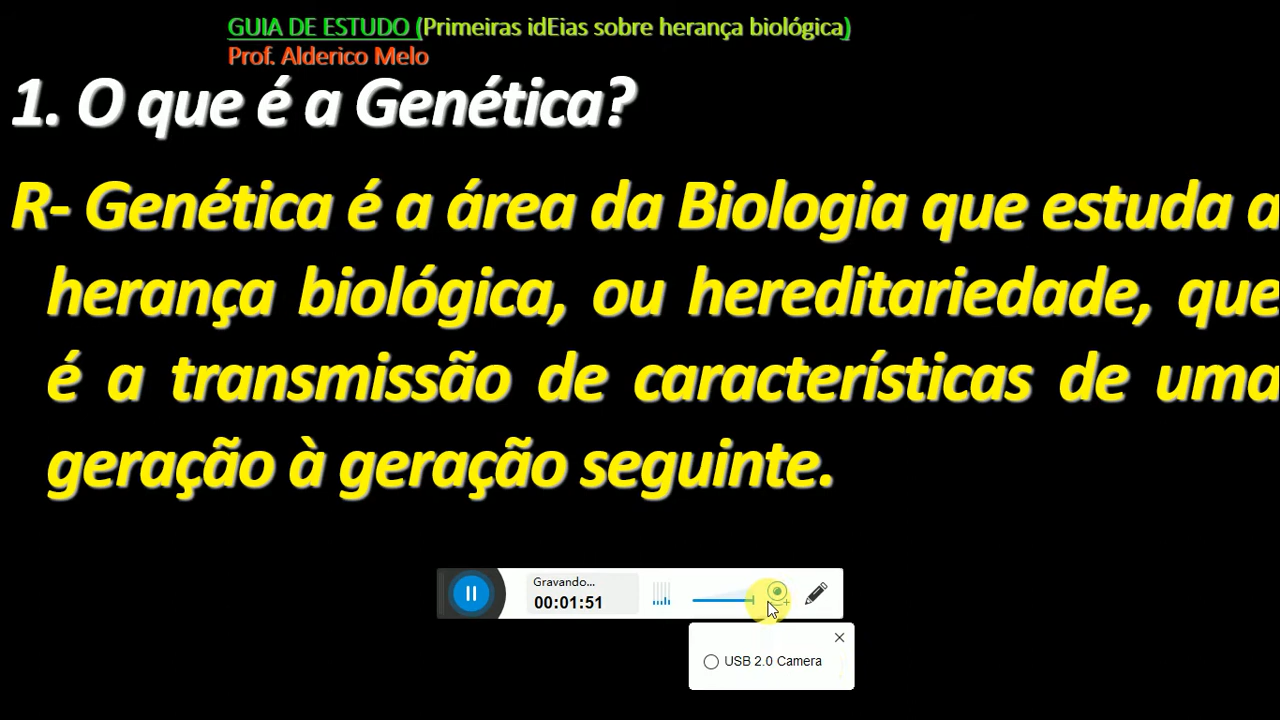 GUIA DE ESTUDO (Primeiras idEias sobre herança biológica)
Prof. Alderico Melo
1. O que é a Genética?
R- Genética é a área da Biologia que estuda a
herança biológica, ou hereditariedade, que
é a transmissão de características de uma
geração à geração seguinte.
Gravando...
00:01:51
USB 2.0 Camera